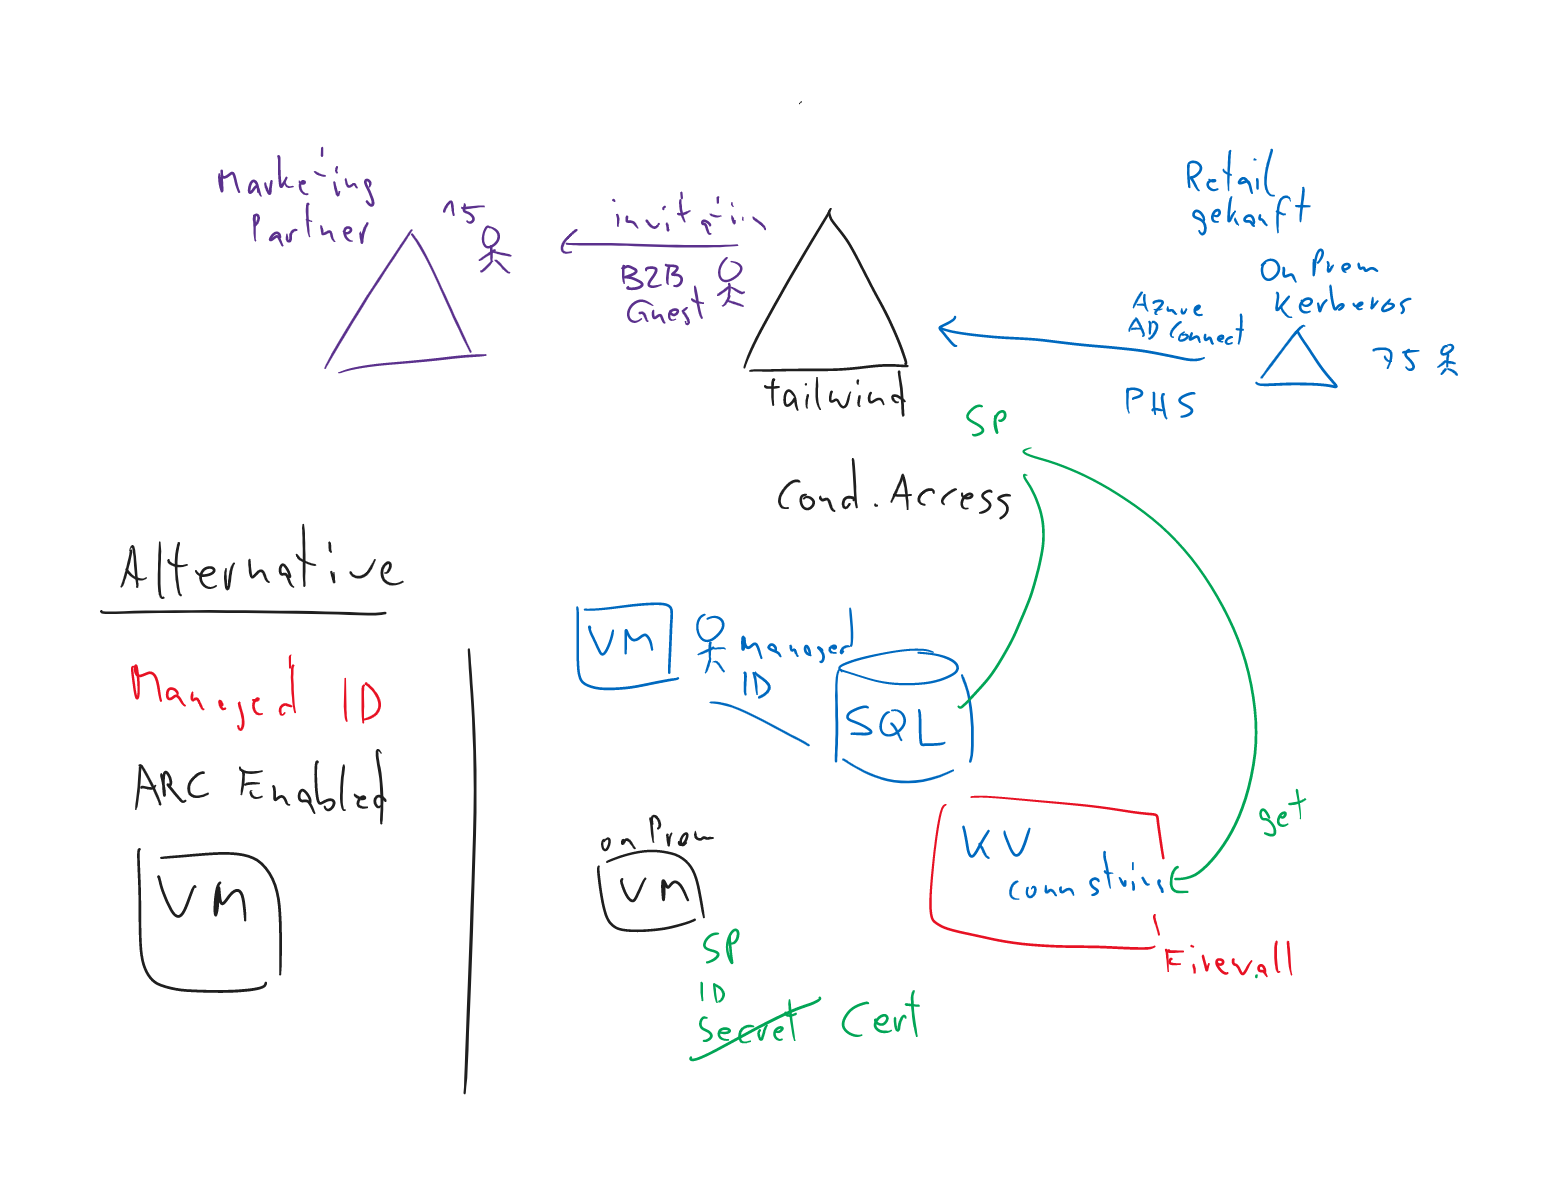 Marketing
Partner
15
invitation
B2B
Guest
tailwind
Retail
gekauft
On Prem
Kerberos
Azure
AD Connect
75
PHS
SP
Cond. Access
Alternative
Managed ID
ARC Enabled
VM
VM
Managed
ID
SQL
on Prem
VM
SP
ID
Secret Cert
KV
conn string
get
Firewall